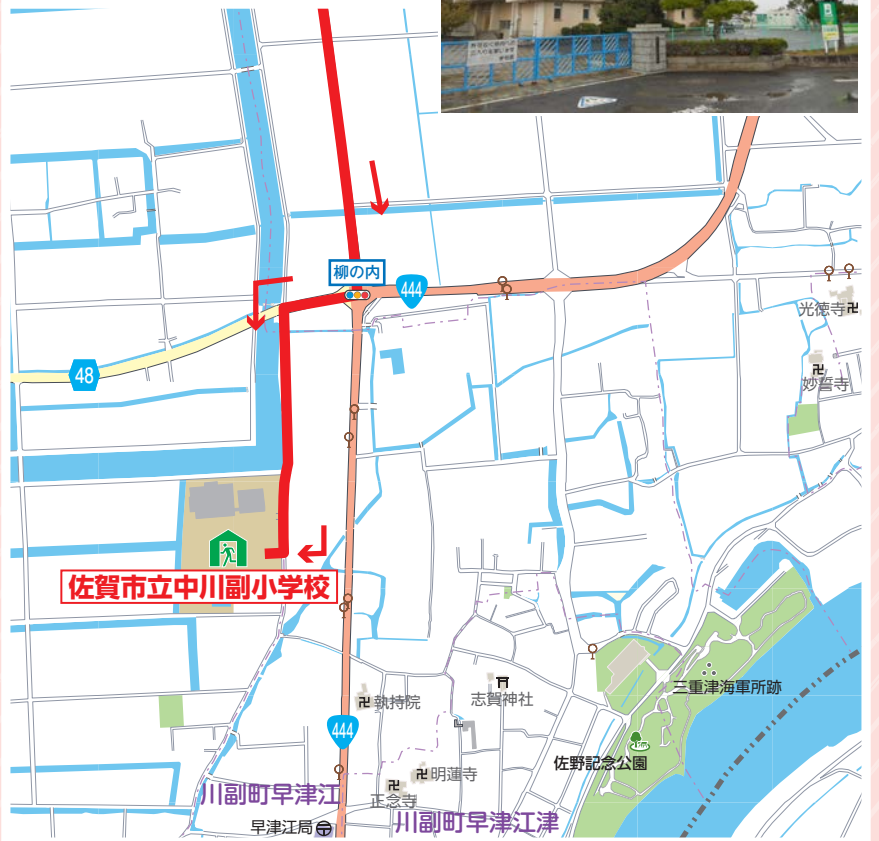 柳の内
444
光徳寺
48
妙誓寺
佐賀市立中川副小学校
三重津海軍所跡
志賀神社
執持院
444
佐野記念公園
明蓮寺
川副町早津江
正念寺
早津江局
川副町早津江津